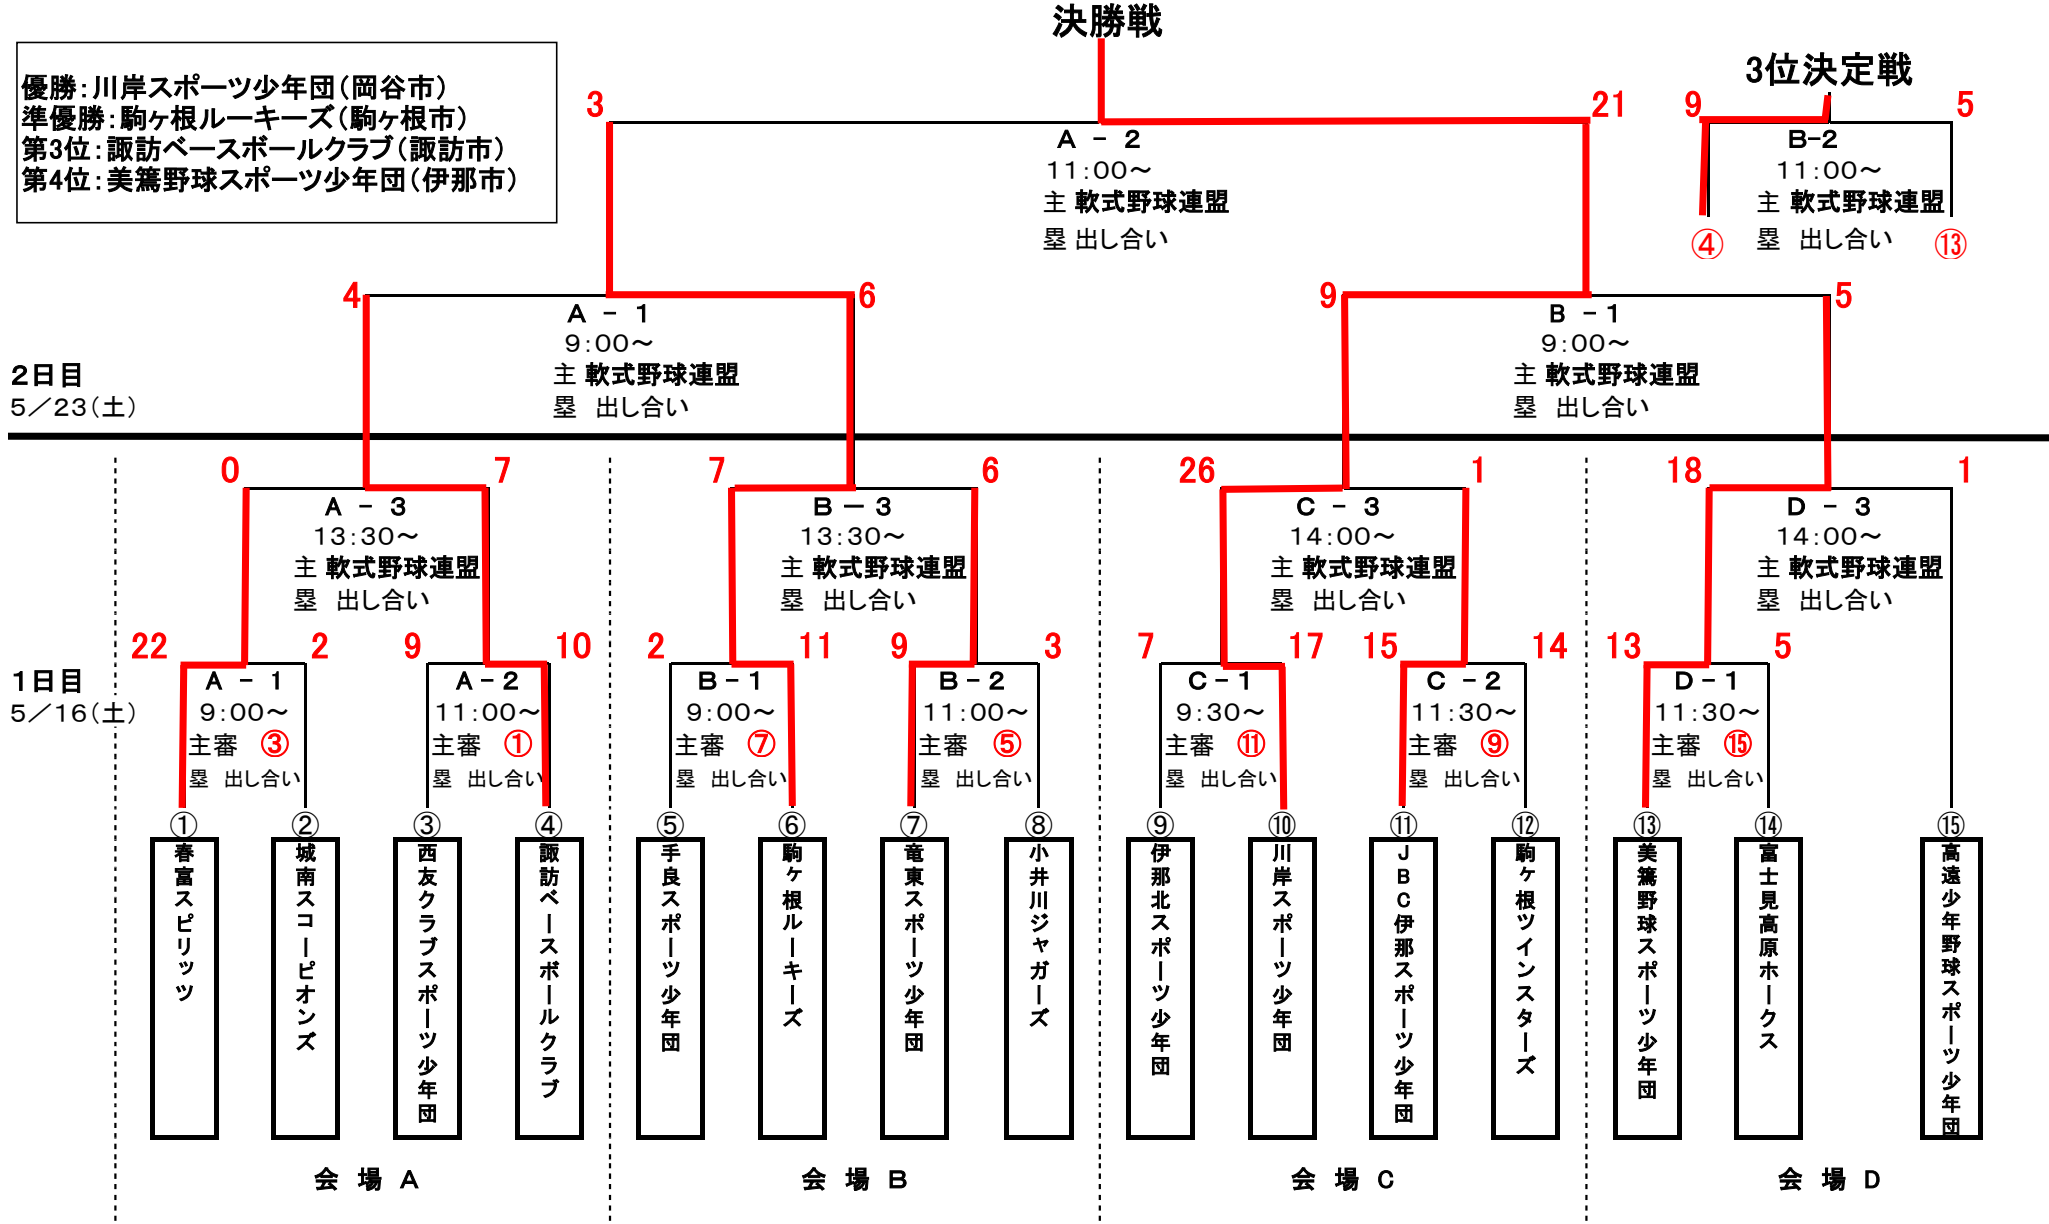 決勝戦
3位決定戦
優勝：川岸スポーツ少年団（岡谷市）
準優勝：駒ヶ根ルーキーズ（駒ヶ根市）
第3位：諏訪ベースボールクラブ（諏訪市）
第4位：美篶野球スポーツ少年団（伊那市）
3
21
9
5
A － 2
11：00～
主 軟式野球連盟
塁 出し合い
B-2
11：00～
主 軟式野球連盟
塁 出し合い
④
⑬
4
6
9
5
A － 1
9：00～
主 軟式野球連盟
塁 出し合い
B －1
9：00～
主 軟式野球連盟
塁 出し合い
2日目
5／23（土）
0
7
7
6
26
1
18
1
A － 3
13：30～
主 軟式野球連盟
塁 出し合い
B － 3
13：30～
主 軟式野球連盟
塁 出し合い
C － 3
14：00～
主 軟式野球連盟
塁 出し合い
D － 3
14：00～
主 軟式野球連盟
塁 出し合い
22
2
9
10
2
11
9
3
7
17
15
14
13
5
1日目
5／16（土）
A － 1
9：00～
主審 ③
塁 出し合い
A－2
11：00～
主審 ①
塁 出し合い
B－1
9：00～
主審 ⑦
塁 出し合い
B－2
11：00～
主審 ⑤
塁 出し合い
C－1
9：30～
主審 ⑪
塁 出し合い
C －2
11：30～
主審 ⑨
塁 出し合い
D－1
11：30～
主審 ⑮
塁 出し合い
①
春富スピリッツ
②
城南スコーピオンズ
③
西友クラブスポーツ少年団
④
諏訪ベースボールクラブ
⑤
手良スポーツ少年団
⑥
駒ヶ根ルーキーズ
⑦
竜東スポーツ少年団
⑧
小井川ジャガーズ
⑨
伊那北スポーツ少年団
⑩
川岸スポーツ少年団
⑪
JBC伊那スポーツ少年団
⑫
駒ヶ根ツインスターズ
⑬
美篶野球スポーツ少年団
⑭
富士見高原ホークス
⑮
高遠少年野球スポーツ少年団
会 場 A
会 場 B
会 場 C
会 場 D